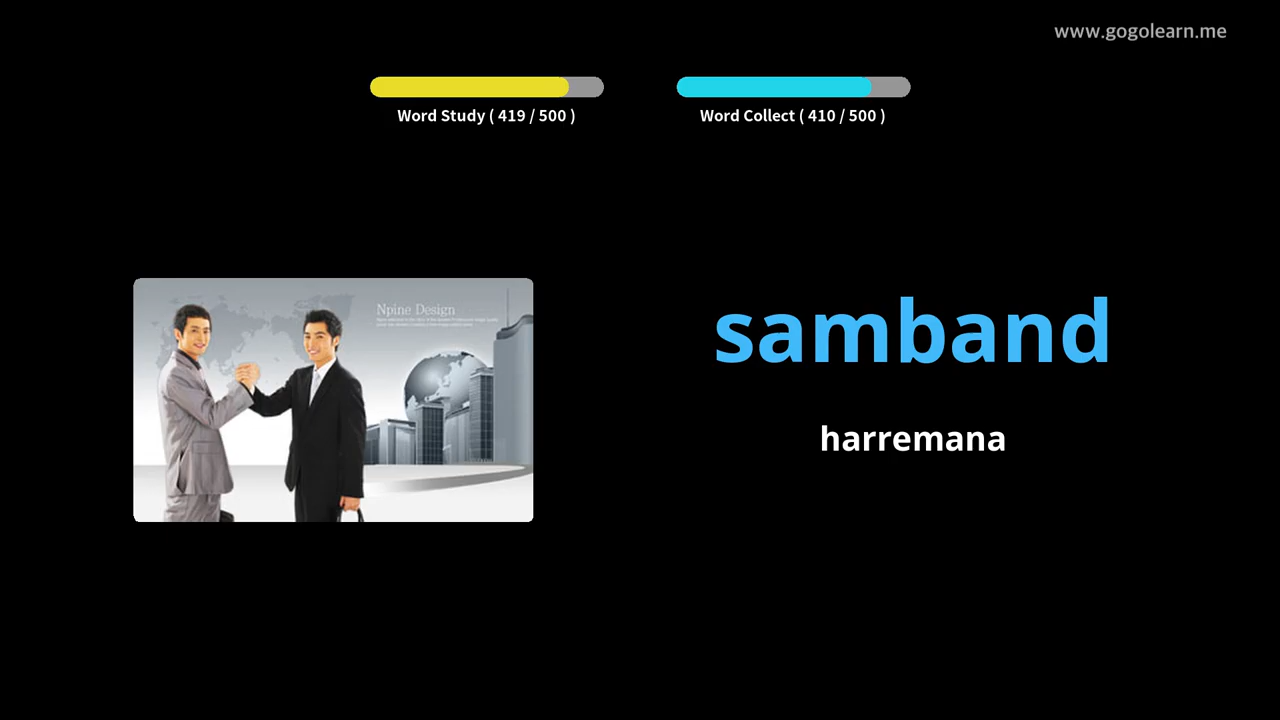 www.gogolearn.me
Word Study ( 419 / 500 )
Word Collect ( 410 / 500 )
Npine Design
samband
harremana